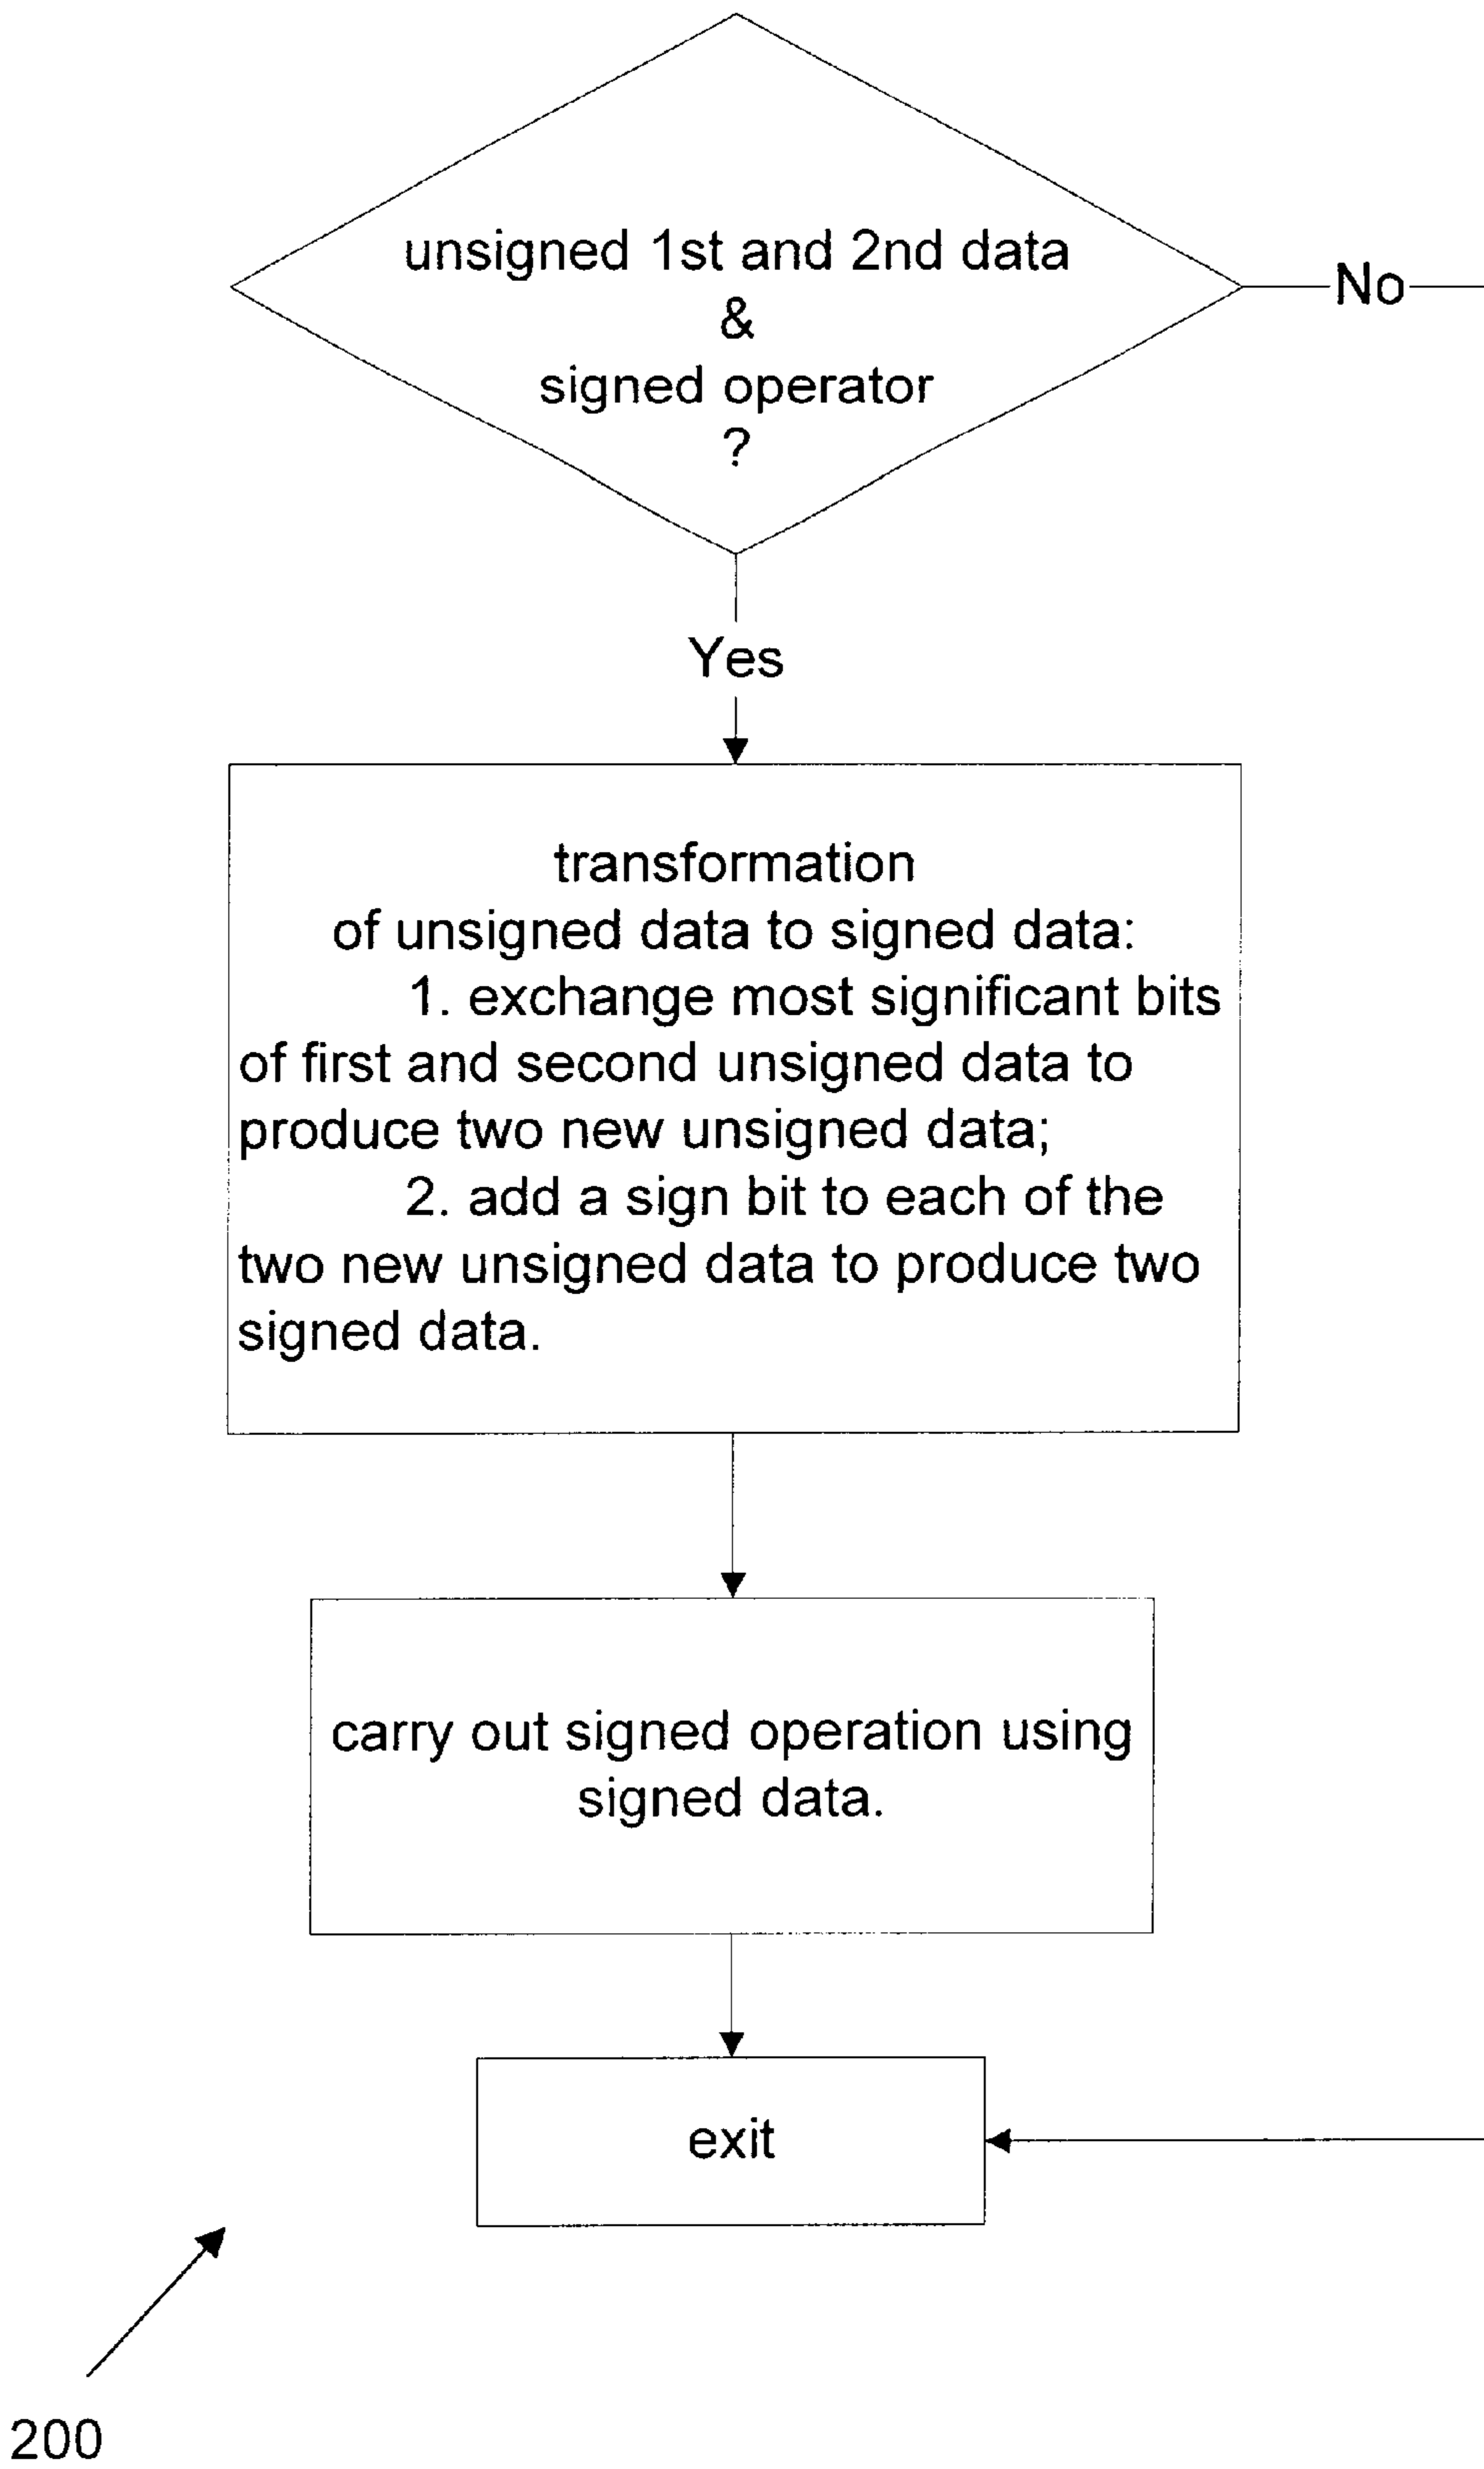 unsigned 1st and 2nd data
&
signed operator
?
No
Yes
transformation
of unsigned data to signed data:
1. exchange most significant bits
of first and second unsigned data to
produce two new unsigned data;
2. add a sign bit to each of the
two new unsigned data to produce two
signed data.
carry out signed operation using
signed data.
exit
200